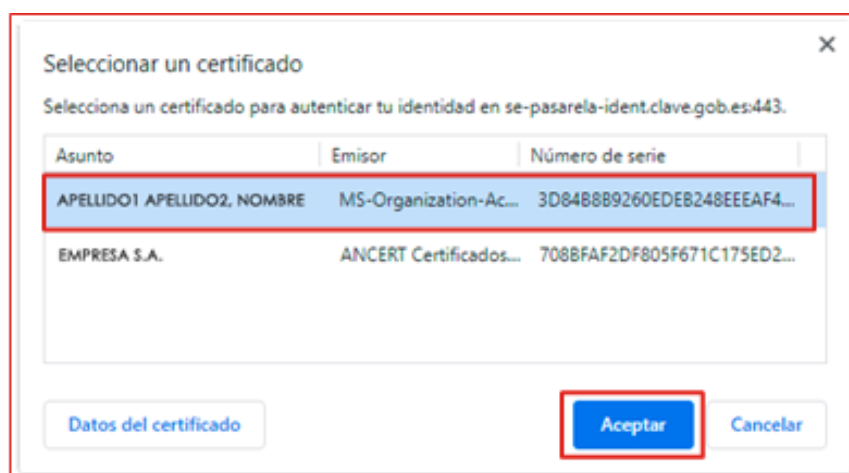 Seleccionar un certificado
Selecciona un certificado para autenticar tu identidad en se-pasarela-ident.clave.gob.es:443.
Asunto Emisor Número de serie
APELLIDO1 APELLIDO2, NOMBRE MS-Organization-Ac... 3D84B8B9260EDEB248EEEAF4...
EMPRESA S.A. ANCERT Certificados... 708BFAF2DF805F671C175ED2...
Datos del certificado Aceptar Cancelar